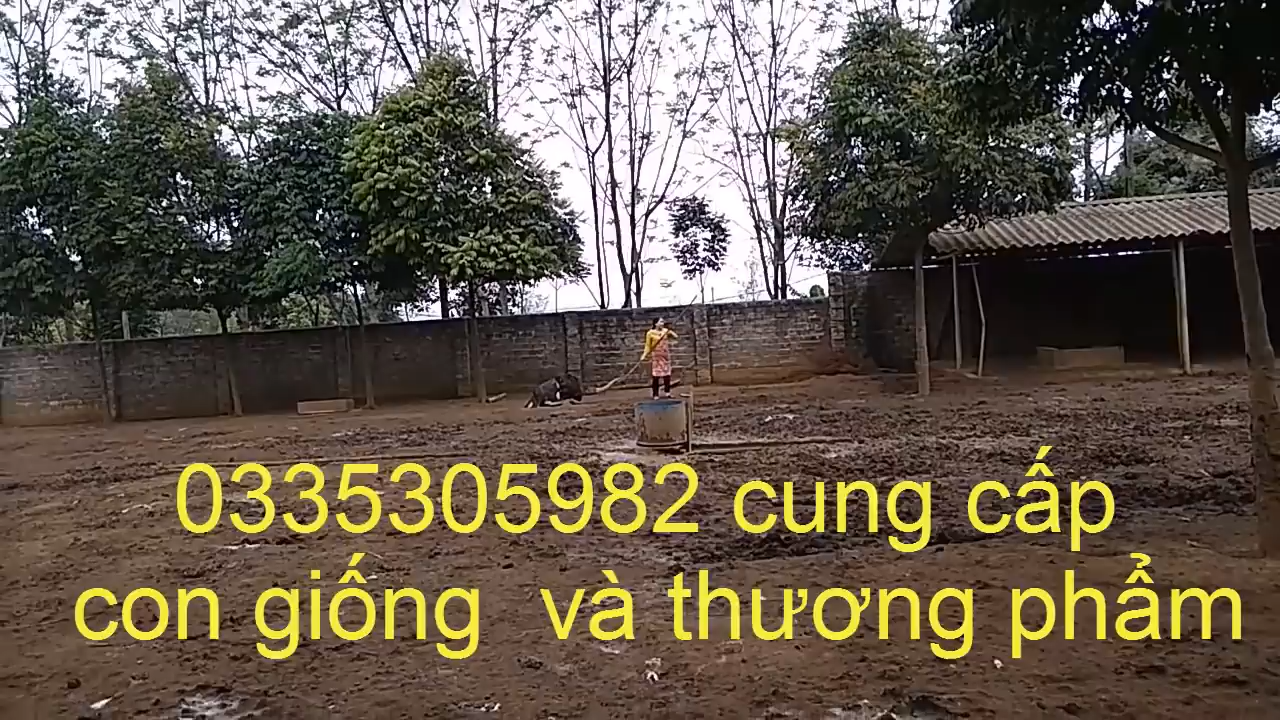 0335305982 cung cấp
con giống và thương phẩm